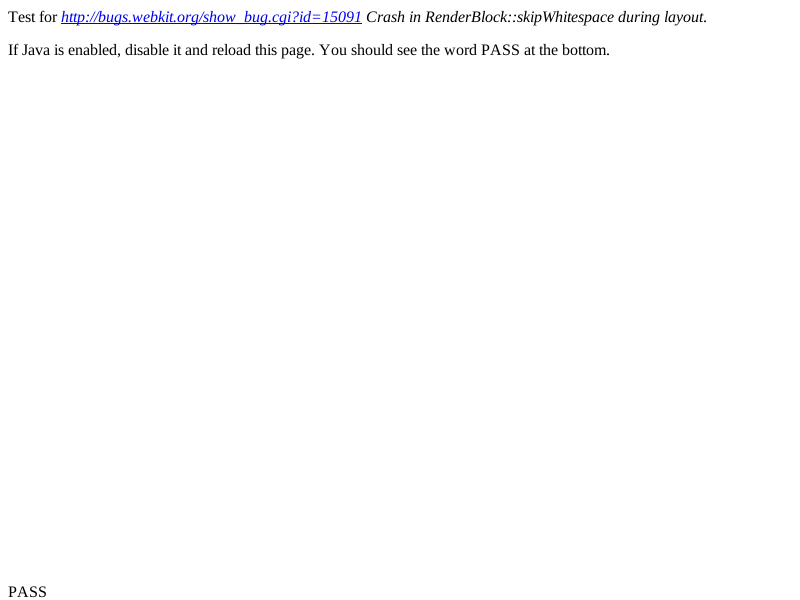 Test for http://bugs.webkit.org/show_bug.cgi?id=15091 Crash in RenderBlock::skipWhitespace during layout.
If Java is enabled, disable it and reload this page. You should see the word PASS at the bottom.
PASS